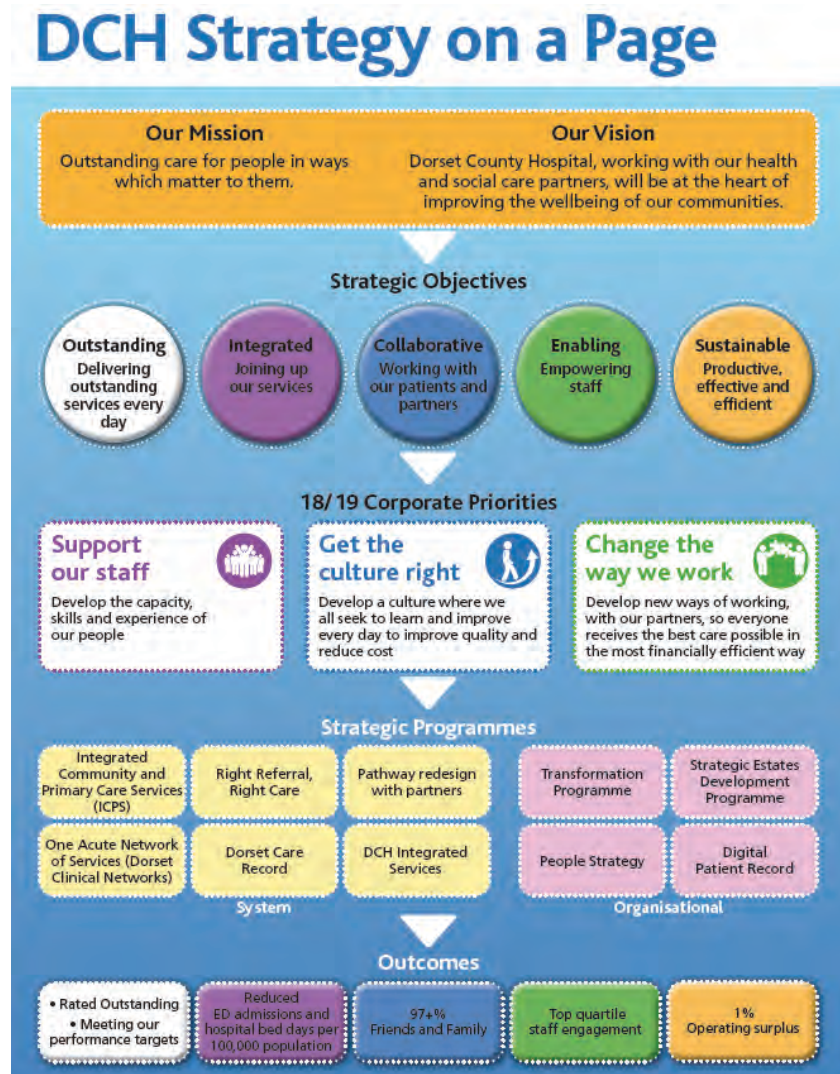 DCH Strategy on a Page
Our Mission
Outstanding care for people in ways
which matter to them.
Our Vision
Dorset County Hospital, working with our health
and social care partners, will be at the heart of
improving the wellbeing of our communities.
Strategic Objectives
Outstanding
Delivering
outstanding
services every
day
Integrated
Joining up
our services
Collaborative
Working with
our patients and
partners
Enabling
Empowering
staff
Sustainable
Productive,
effective and
efficient
18/19 Corporate Priorities
Support
our staff
Develop the capacity,
skills and experience of
our people
Get the
culture right
Develop a culture where we
all seek to learn and improve
every day to improve quality and
reduce cost
Change the
way we work
Develop new ways of working,
with our partners, so everyone
receives the best care possible in
the most financially efficient way
Strategic Programmes
Integrated
Community and
Primary Care Services
(ICPS)
Right Referral,
Right Care
Pathway redesign
with partners
Transformation
Programme
Strategic Estates
Development
Programme
One Acute Network
of Services (Dorset
Clinical Networks)
Dorset Care
Record
DCH Integrated
Services
People Strategy
Digital
Patient Record
System
Organisational
Outcomes
• Rated Outstanding
• Meeting our
performance targets
Reduced
ED admissions and
hospital bed days per
100,000 population
97+%
Friends and Family
Top quartile
staff engagement
1%
Operating surplus